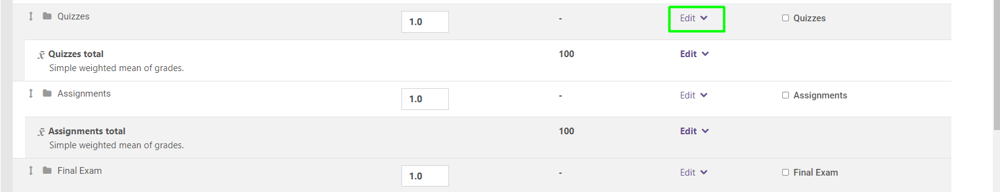 Quizzes 1.0 - Edit Quizzes
x̄ Quizzes total 100 Edit
Simple weighted mean of grades.
Assignments 1.0 - Edit Assignments
x̄ Assignments total 100 Edit
Simple weighted mean of grades.
Final Exam 1.0 - Edit Final Exam